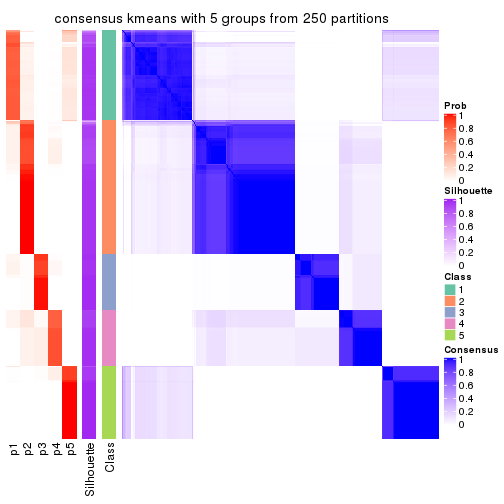 consensus kmeans with 5 groups from 250 partitions
p1
p2
p3
p4
p5
Silhouette
Class
Prob
1
0.8
0.6
0.4
0.2
0
Silhouette
1
0.8
0.6
0.4
0.2
0
Class
1
2
3
4
5
Consensus
1
0.8
0.6
0.4
0.2
0